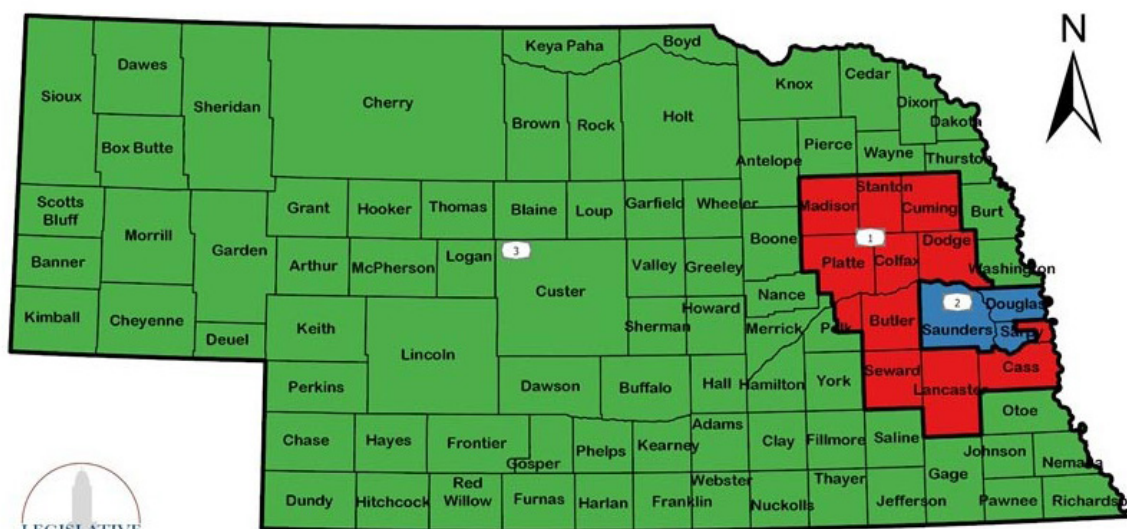 N
Keya Paha
Boyd
Dawes
Sioux
Sheridan
Cherry
Brown
Rock
Holt
Knox
Cedar
Dixon
Dakota
Box Butte
Antelope
Pierce
Wayne
Thurston
Scotts
Bluff
Morrill
Garden
Grant
Hooker
Thomas
Blaine
Loup
Garfield
Wheeler
Madison
Stanton
Cuming
Burt
Banner
Arthur
McPherson
Logan
3
Custer
Valley
Greeley
Boone
1
Platte
Colfax
Dodge
Washington
Kimball
Cheyenne
Deuel
Keith
Lincoln
Sherman
Howard
Nance
Merrick
Polk
Butler
2
Saunders
Douglas
Sarpy
Perkins
Dawson
Buffalo
Hall
Hamilton
York
Seward
Lancaster
Cass
Otoe
Chase
Hayes
Frontier
Gosper
Phelps
Kearney
Adams
Clay
Fillmore
Saline
Gage
Johnson
Nemaha
Dundy
Hitchcock
Red
Willow
Furnas
Harlan
Franklin
Webster
Nuckolls
Thayer
Jefferson
Pawnee
Richardson
LEGISLATIVE